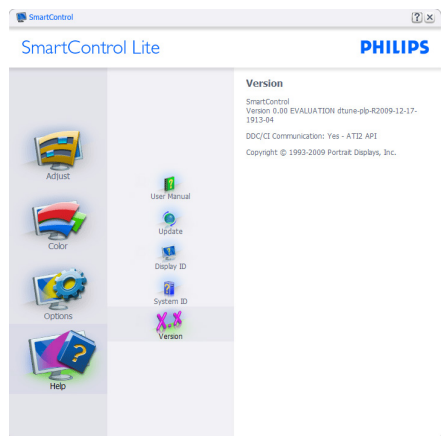 SmartControl
SmartControl Lite
PHILIPS
Adjust
Color
Options
Help
User Manual
Update
Display ID
System ID
Version
Version
SmartControl
Version 0.00 EVALUATION dtune-plp-R2009-12-17-
1913-04
DDC/CI Communication: Yes - ATI2 API
Copyright © 1993-2009 Portrait Displays, Inc.